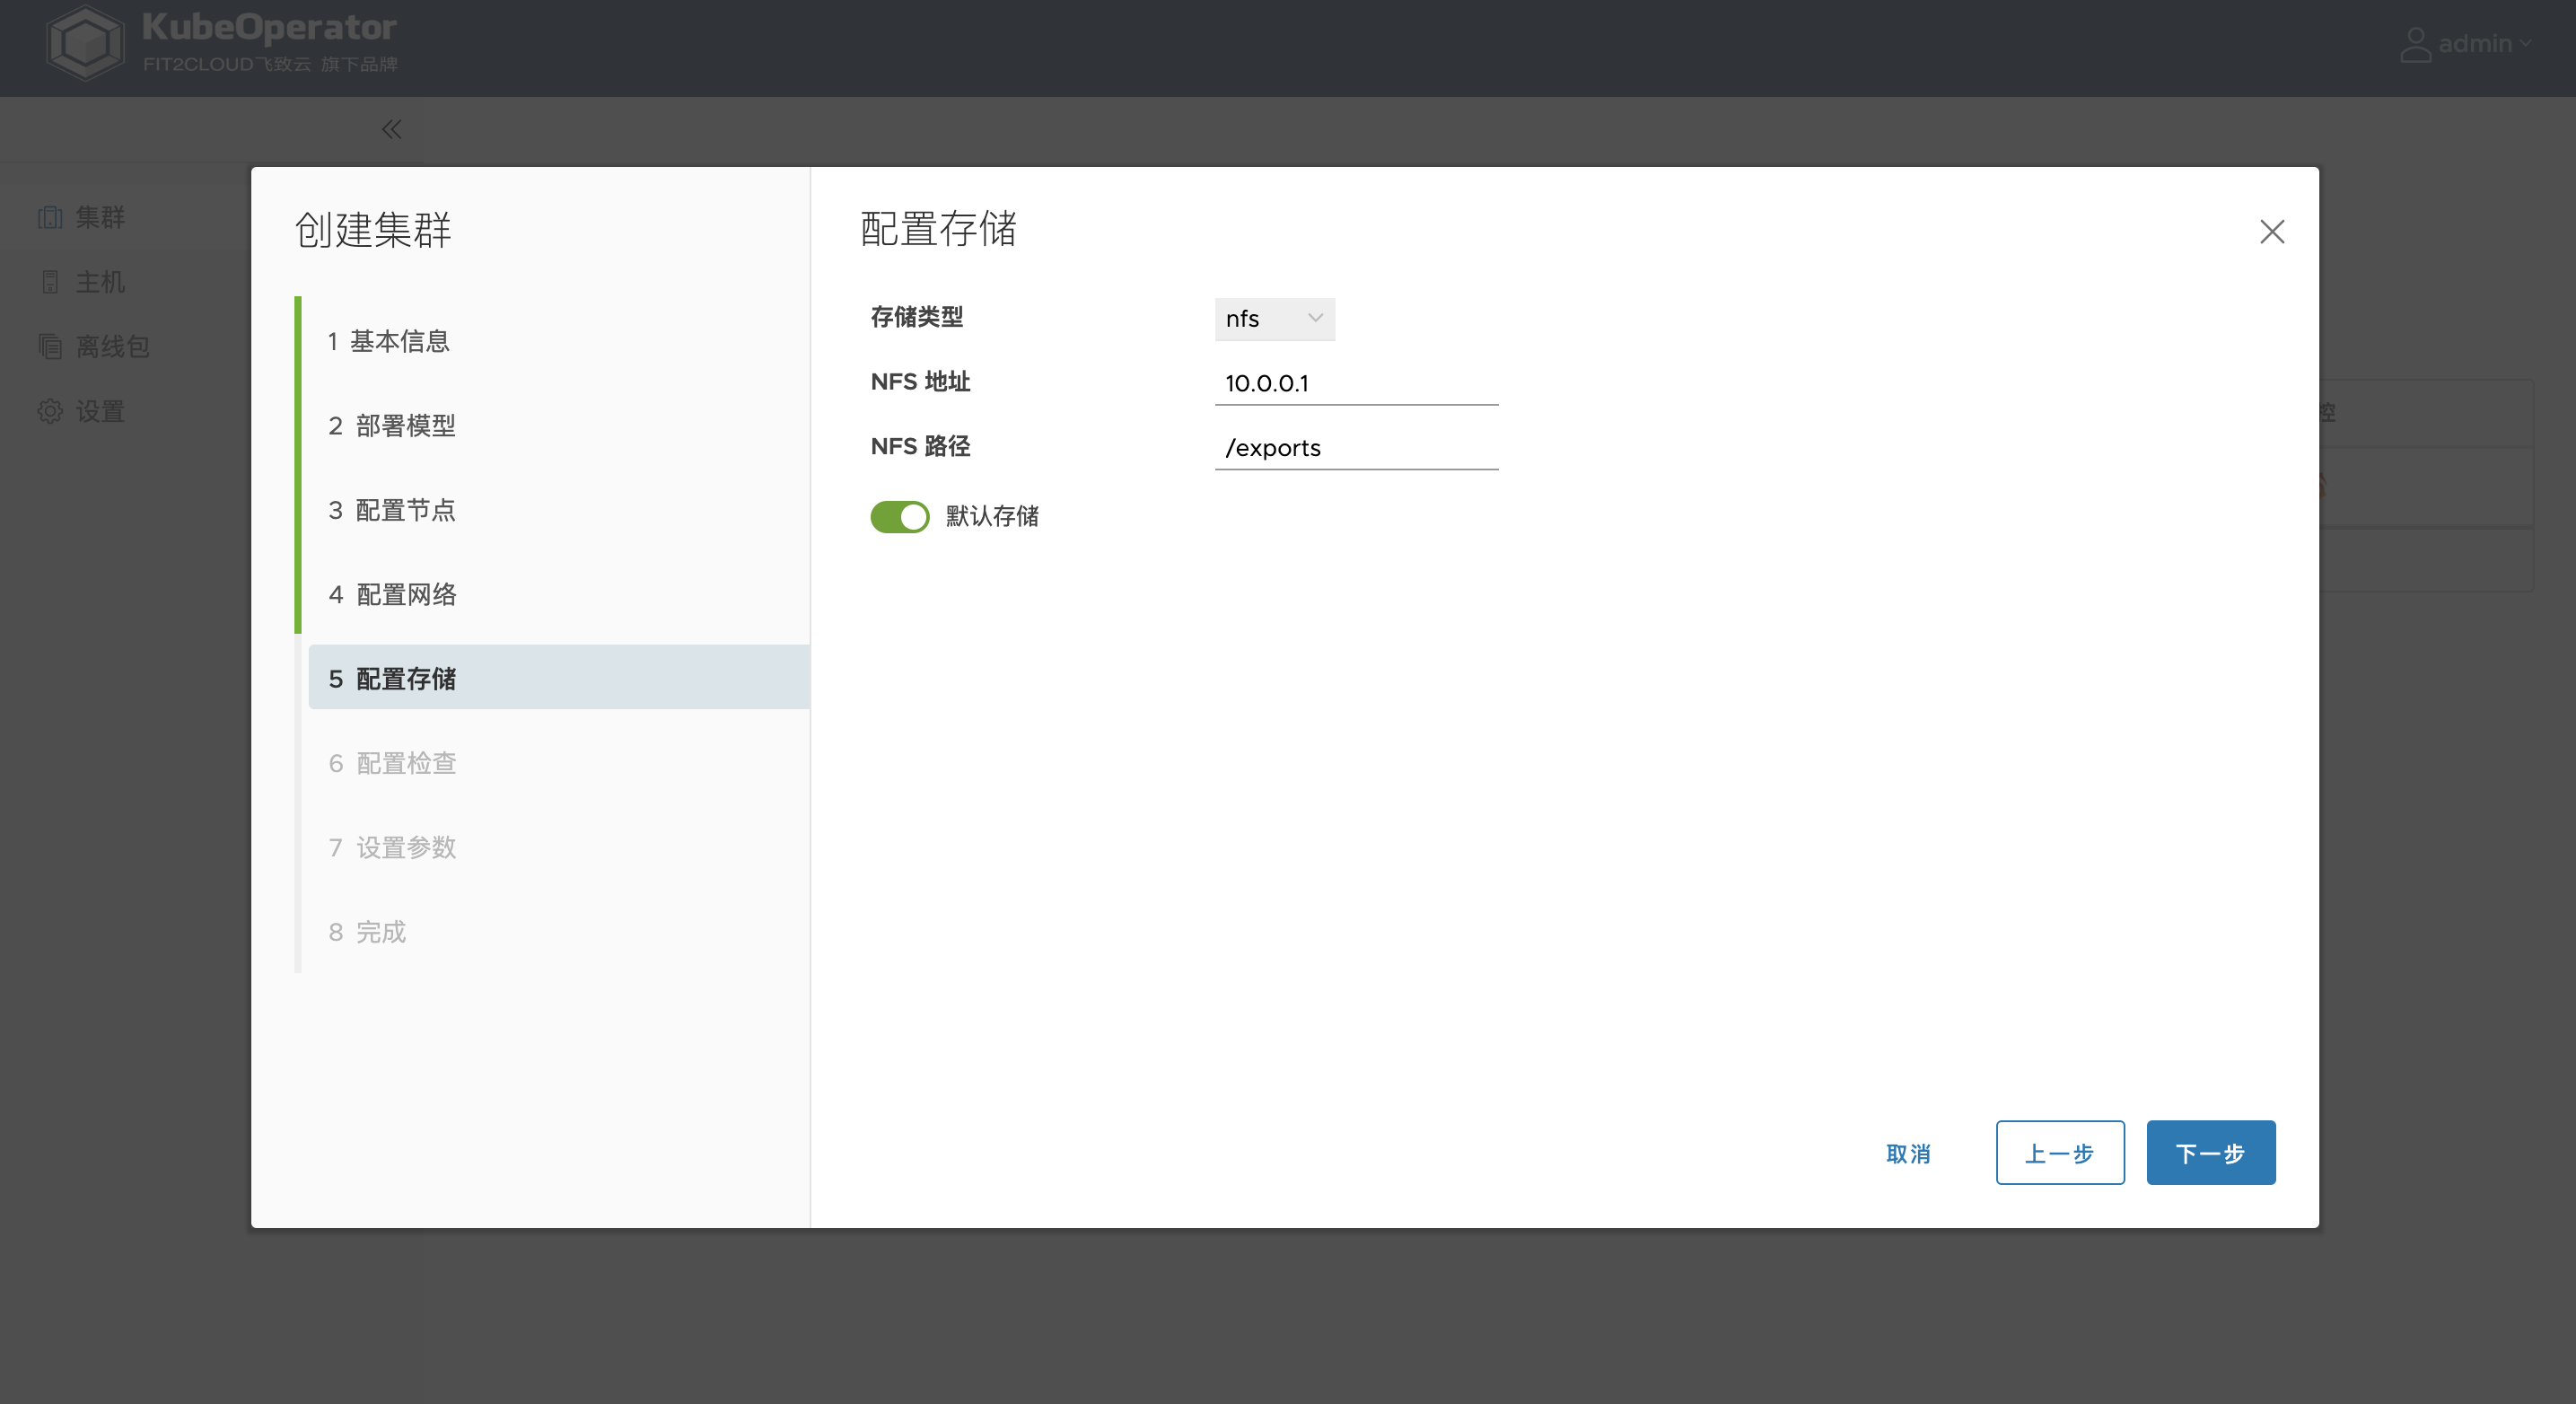 KubeOperator
FIT2CLOUD飞致云 旗下品牌
admin
集群
主机
离线包
设置
创建集群
1 基本信息
2 部署模型
3 配置节点
4 配置网络
5 配置存储
6 配置检查
7 设置参数
8 完成
配置存储
存储类型 nfs
NFS 地址 10.0.0.1
NFS 路径 /exports
默认存储
控
取消 上一步 下一步